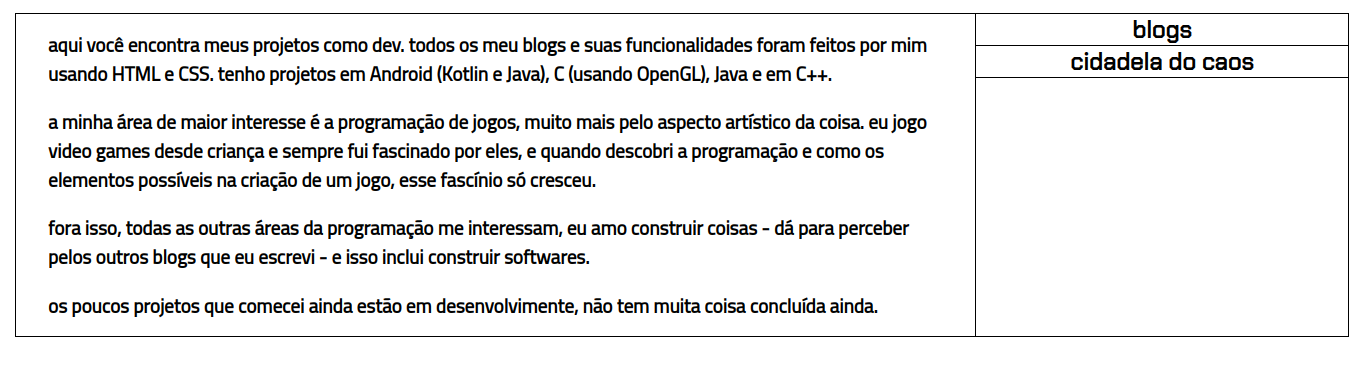 aqui você encontra meus projetos como dev. todos os meu blogs e suas funcionalidades foram feitos por mim
usando HTML e CSS. tenho projetos em Android (Kotlin e Java), C (usando OpenGL), Java e em C++.
a minha área de maior interesse é a programação de jogos, muito mais pelo aspecto artístico da coisa. eu jogo
video games desde criança e sempre fui fascinado por eles, e quando descobri a programação e como os
elementos possíveis na criação de um jogo, esse fascínio só cresceu.
fora isso, todas as outras áreas da programação me interessam, eu amo construir coisas - dá para perceber
pelos outros blogs que eu escrevi - e isso inclui construir softwares.
os poucos projetos que comecei ainda estão em desenvolvimente, não tem muita coisa concluída ainda.
blogs
cidadela do caos